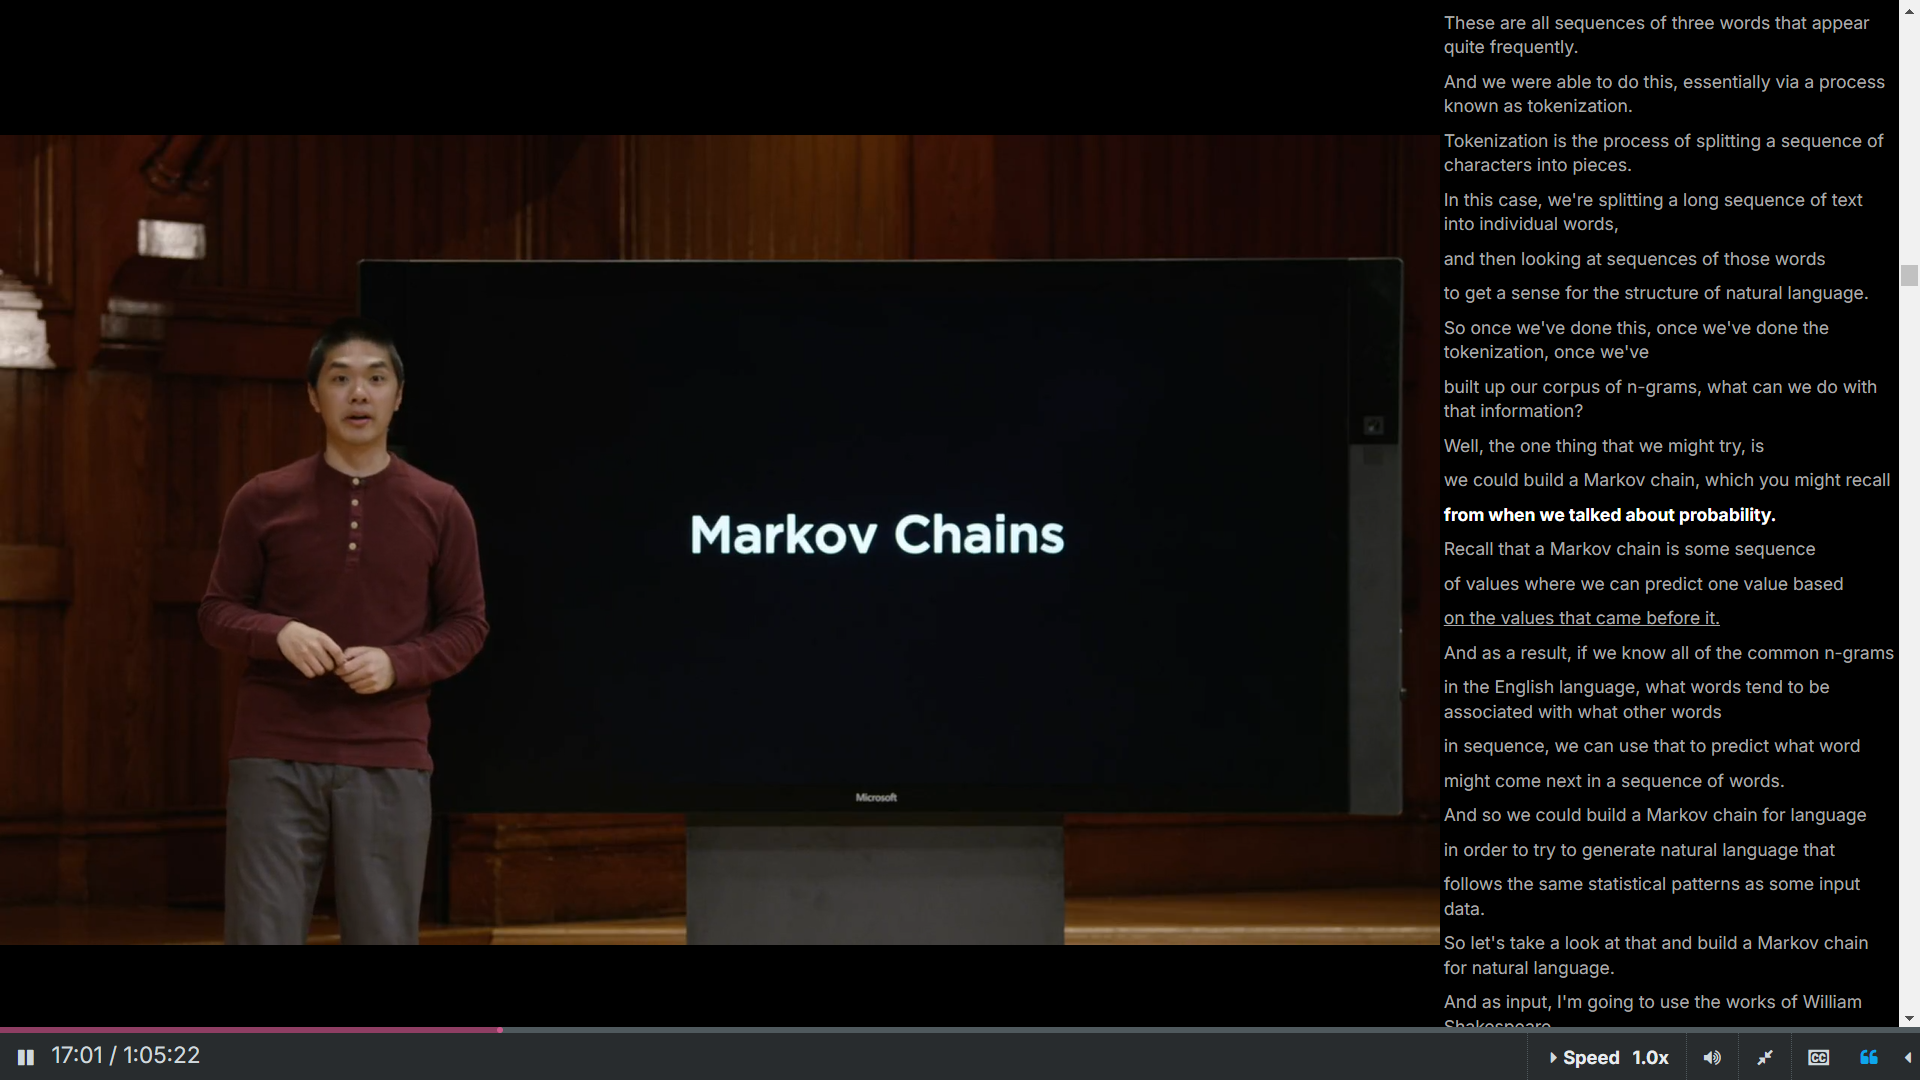 Markov Chains
Microsoft
These are all sequences of three words that appear
quite frequently.
And we were able to do this, essentially via a process
known as tokenization.
Tokenization is the process of splitting a sequence of
characters into pieces.
In this case, we're splitting a long sequence of text
into individual words,
and then looking at sequences of those words
to get a sense for the structure of natural language.
So once we've done this, once we've done the
tokenization, once we've
built up our corpus of n-grams, what can we do with
that information?
Well, the one thing that we might try, is
we could build a Markov chain, which you might recall
from when we talked about probability.
Recall that a Markov chain is some sequence
of values where we can predict one value based
on the values that came before it.
And as a result, if we know all of the common n-grams
in the English language, what words tend to be
associated with what other words
in sequence, we can use that to predict what word
might come next in a sequence of words.
And so we could build a Markov chain for language
in order to try to generate natural language that
follows the same statistical patterns as some input
data.
So let's take a look at that and build a Markov chain
for natural language.
And as input, I'm going to use the works of William
Shakespeare
17:01 / 1:05:22
Speed 1.0x
CC